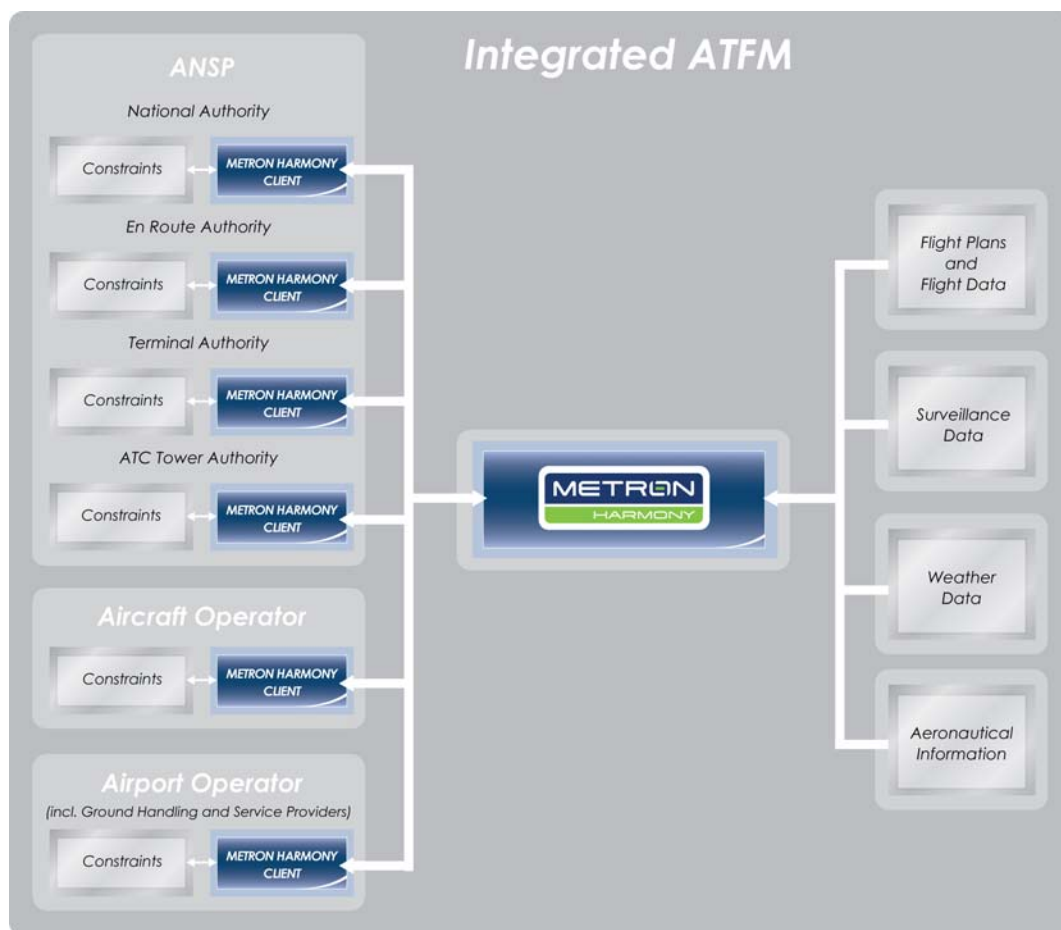 Integrated ATFM
ANSP
National Authority
Constraints
METRON HARMONY
CLIENT
En Route Authority
Constraints
METRON HARMONY
CLIENT
Terminal Authority
Constraints
METRON HARMONY
CLIENT
ATC Tower Authority
Constraints
METRON HARMONY
CLIENT
Aircraft Operator
Constraints
METRON HARMONY
CLIENT
Airport Operator
(incl. Ground Handling and Service Providers)
Constraints
METRON HARMONY
CLIENT
METRON
HARMONY
Flight Plans
and
Flight Data
Surveillance
Data
Weather
Data
Aeronautical
Information